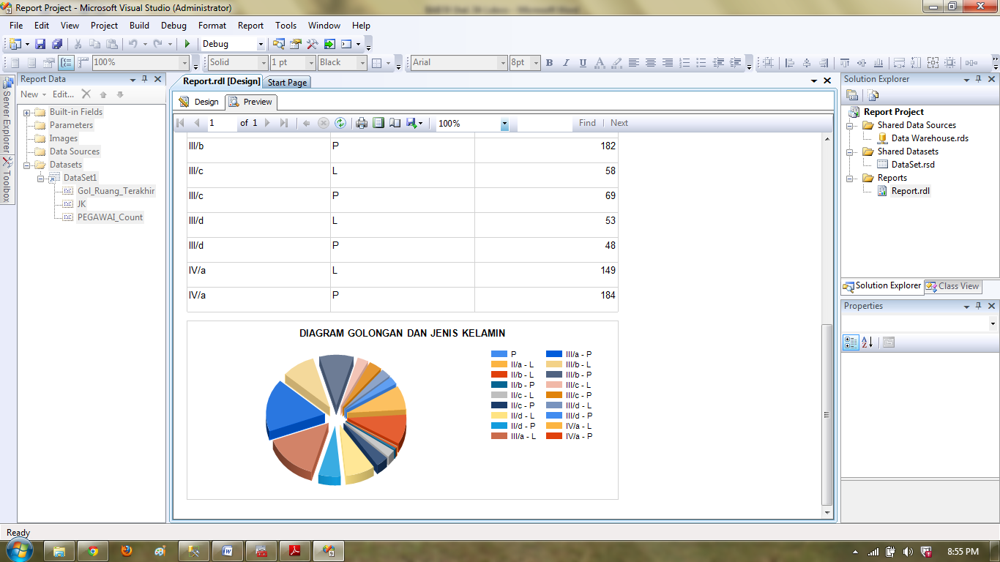 Report Project - Microsoft Visual Studio (Administrator)
File Edit View Project Build Debug Format Report Tools Window Help
Debug
100% Solid 1 pt Black Arial 8pt B I U A
Server Explorer
Toolbox
Report Data
New Edit...
Built-in Fields
Parameters
Images
Data Sources
Datasets
DataSet1
Gol_Ruang_Terakhir
JK
PEGAWAI_Count
Report.rdl [Design] Start Page
Design Preview
1 of 1 100% Find Next
III/b P 182
III/c L 58
III/c P 69
III/d L 53
III/d P 48
IV/a L 149
IV/a P 184
DIAGRAM GOLONGAN DAN JENIS KELAMIN
P III/a - P
II/a - L III/b - L
II/b - L III/b - P
II/b - P III/c - L
II/c - L III/c - P
II/c - P III/d - L
II/d - L III/d - P
II/d - P IV/a - L
III/a - L IV/a - P
Solution Explorer
Report Project
Shared Data Sources
Data Warehouse.rds
Shared Datasets
DataSet.rsd
Reports
Report.rdl
Solution Explorer Class View
Properties
Ready
8:55 PM